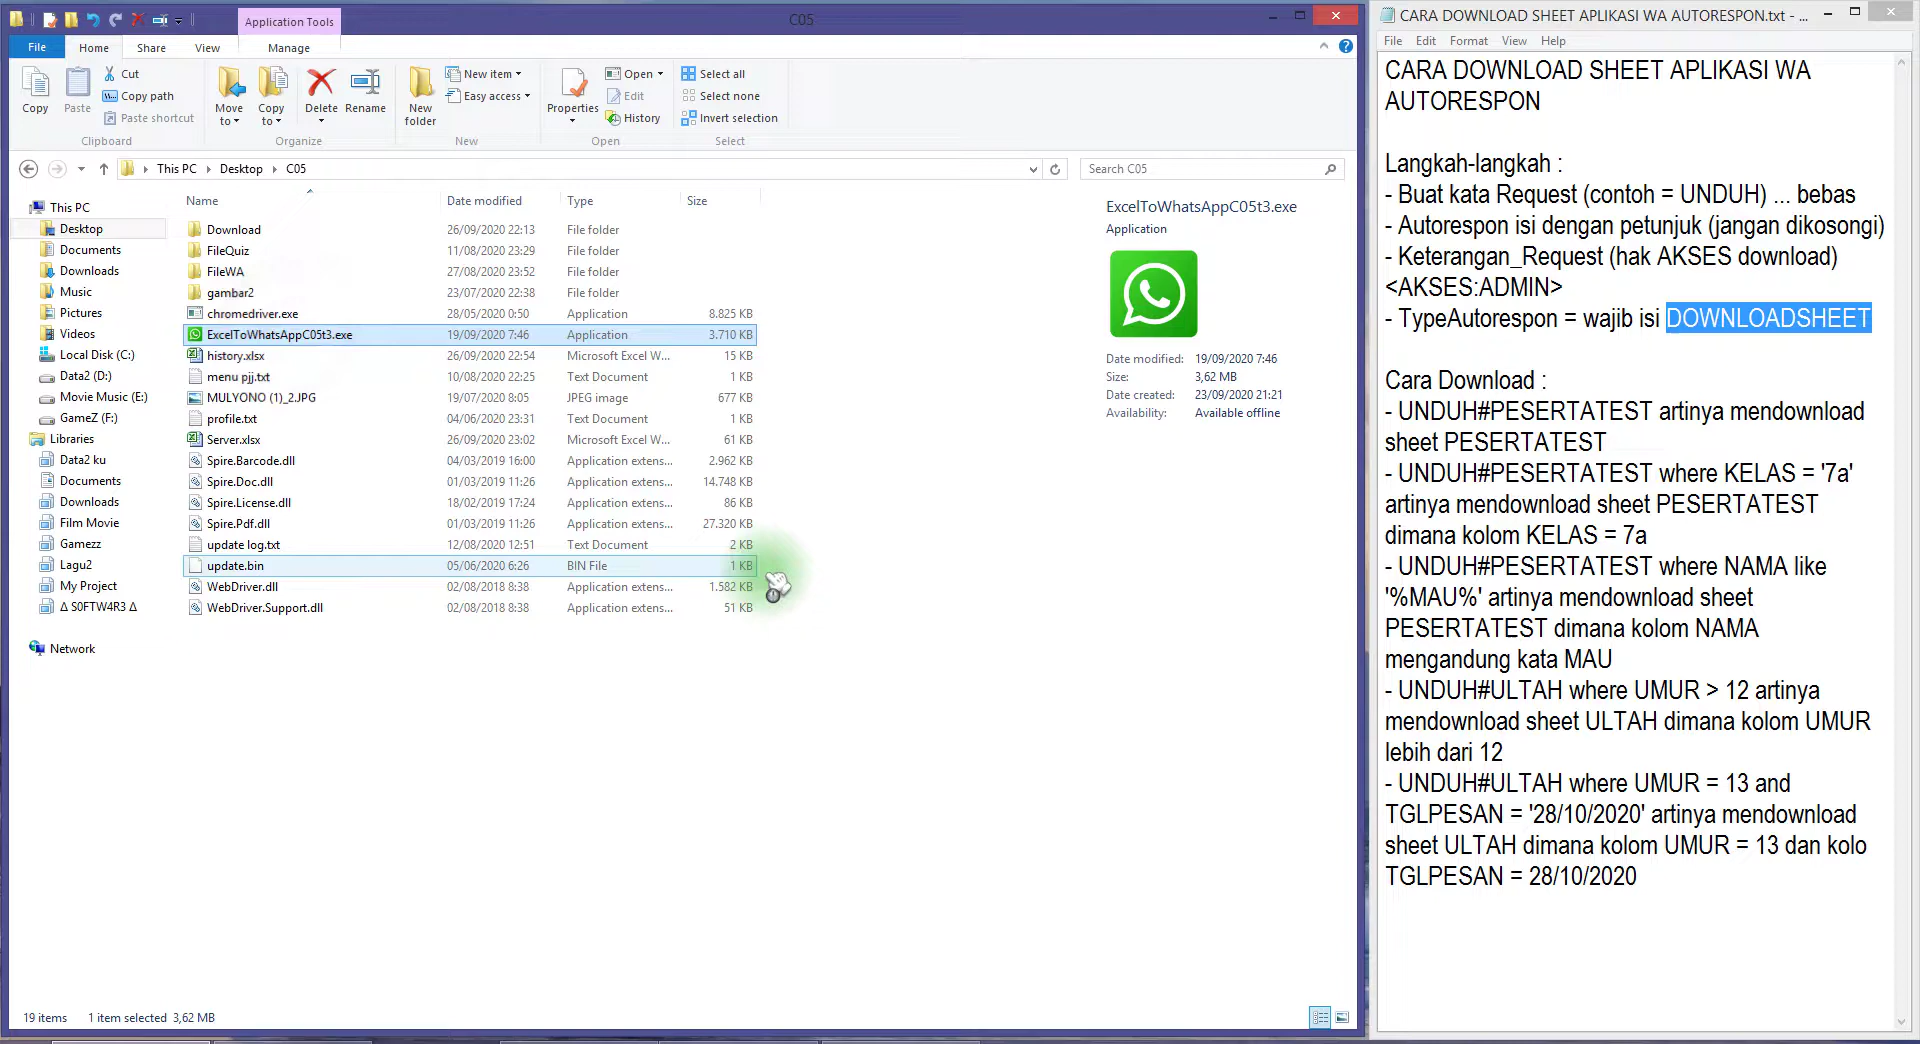 Application Tools
C05
File
Home
Share
View
Manage
Copy
Paste
Cut
Copy path
Paste shortcut
Clipboard
Move to
Copy to
Delete
Rename
Organize
New folder
New item
Easy access
New
Properties
Open
Edit
History
Open
Select all
Select none
Invert selection
Select
This PC
Desktop
C05
Search C05
This PC
Desktop
Documents
Downloads
Music
Pictures
Videos
Local Disk (C:)
Data2 (D:)
Movie Music (E:)
GameZ (F:)
Libraries
Data2 ku
Documents
Downloads
Film Movie
Gamezz
Lagu2
My Project
Δ S0FTW4R3 Δ
Network
Name Date modified Type Size
Download 26/09/2020 22:13 File folder
FileQuiz 11/08/2020 23:29 File folder
FileWA 27/08/2020 23:52 File folder
gambar2 23/07/2020 22:38 File folder
chromedriver.exe 28/05/2020 0:50 Application 8.825 KB
ExcelToWhatsAppC05t3.exe 19/09/2020 7:46 Application 3.710 KB
history.xlsx 26/09/2020 22:54 Microsoft Excel W... 15 KB
menu pjj.txt 10/08/2020 22:25 Text Document 1 KB
MULYONO (1)_2.JPG 19/07/2020 8:05 JPEG image 677 KB
profile.txt 04/06/2020 23:31 Text Document 1 KB
Server.xlsx 26/09/2020 23:02 Microsoft Excel W... 61 KB
Spire.Barcode.dll 04/03/2019 16:00 Application extens... 2.962 KB
Spire.Doc.dll 01/03/2019 11:26 Application extens... 14.748 KB
Spire.License.dll 18/02/2019 17:24 Application extens... 86 KB
Spire.Pdf.dll 01/03/2019 11:26 Application extens... 27.320 KB
update log.txt 12/08/2020 12:51 Text Document 2 KB
update.bin 05/06/2020 6:26 BIN File 1 KB
WebDriver.dll 02/08/2018 8:38 Application extens... 1.582 KB
WebDriver.Support.dll 02/08/2018 8:38 Application extens... 51 KB
ExcelToWhatsAppC05t3.exe
Application
Date modified: 19/09/2020 7:46
Size: 3,62 MB
Date created: 23/09/2020 21:21
Availability: Available offline
19 items 1 item selected 3,62 MB
CARA DOWNLOAD SHEET APLIKASI WA AUTORESPON.txt - ...
File Edit Format View Help
CARA DOWNLOAD SHEET APLIKASI WA
AUTORESPON
Langkah-langkah :
- Buat kata Request (contoh = UNDUH) ... bebas
- Autorespon isi dengan petunjuk (jangan dikosongi)
- Keterangan_Request (hak AKSES download)
<AKSES:ADMIN>
- TypeAutorespon = wajib isi DOWNLOADSHEET
Cara Download :
- UNDUH#PESERTATEST artinya mendownload
sheet PESERTATEST
- UNDUH#PESERTATEST where KELAS = '7a'
artinya mendownload sheet PESERTATEST
dimana kolom KELAS = 7a
- UNDUH#PESERTATEST where NAMA like
'%MAU%' artinya mendownload sheet
PESERTATEST dimana kolom NAMA
mengandung kata MAU
- UNDUH#ULTAH where UMUR > 12 artinya
mendownload sheet ULTAH dimana kolom UMUR
lebih dari 12
- UNDUH#ULTAH where UMUR = 13 and
TGLPESAN = '28/10/2020' artinya mendownload
sheet ULTAH dimana kolom UMUR = 13 dan kolo
TGLPESAN = 28/10/2020